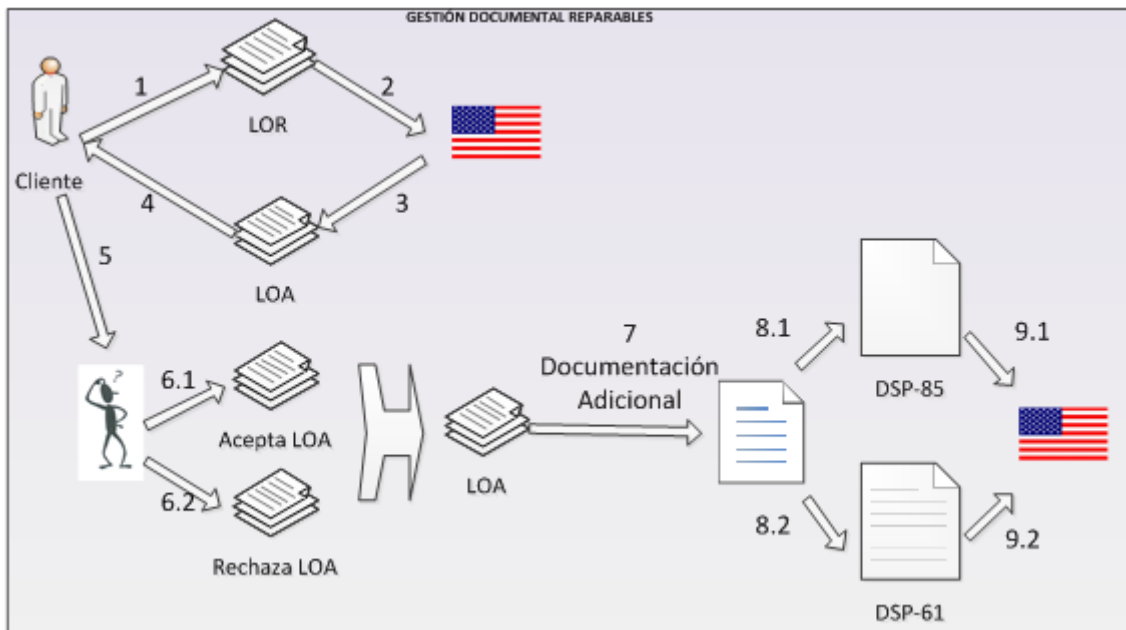 GESTIÓN DOCUMENTAL REPARABLES
1
2
LOR
Cliente
4
3
5
LOA
6.1
Acepta LOA
6.2
Rechaza LOA
LOA
7
Documentación
Adicional
8.1
9.1
DSP-85
8.2
9.2
DSP-61
?